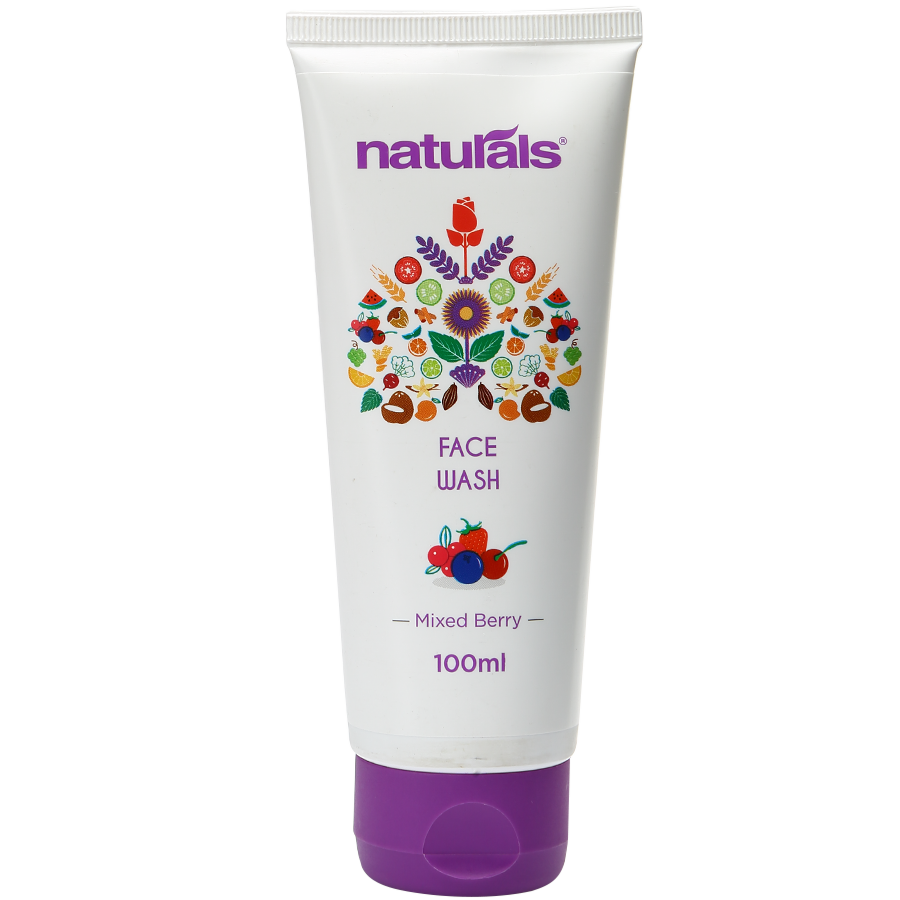 naturals®
FACE
WASH
— Mixed Berry —
100ml